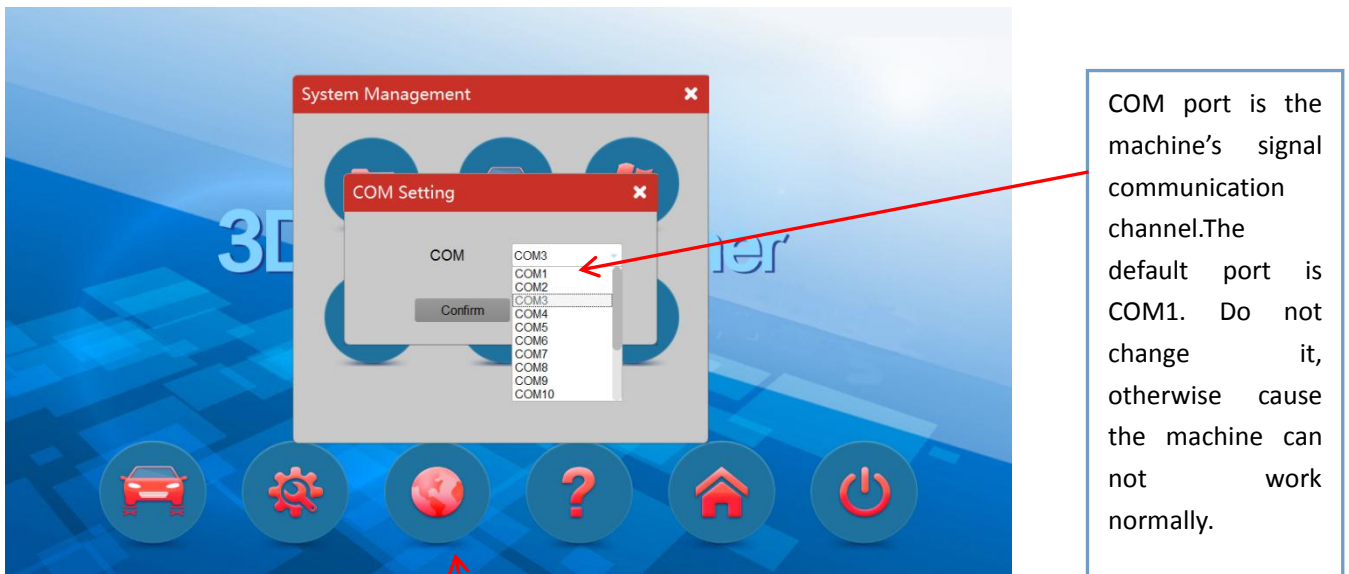 System Management
COM Setting
3D
ner
COM
COM3
COM1
COM2
COM3
COM4
COM5
COM6
COM7
COM8
COM9
COM10
Confirm
?
COM port is the
machine’s signal
communication
channel.The
default port is
COM1. Do not
change it,
otherwise cause
the machine can
not work
normally.